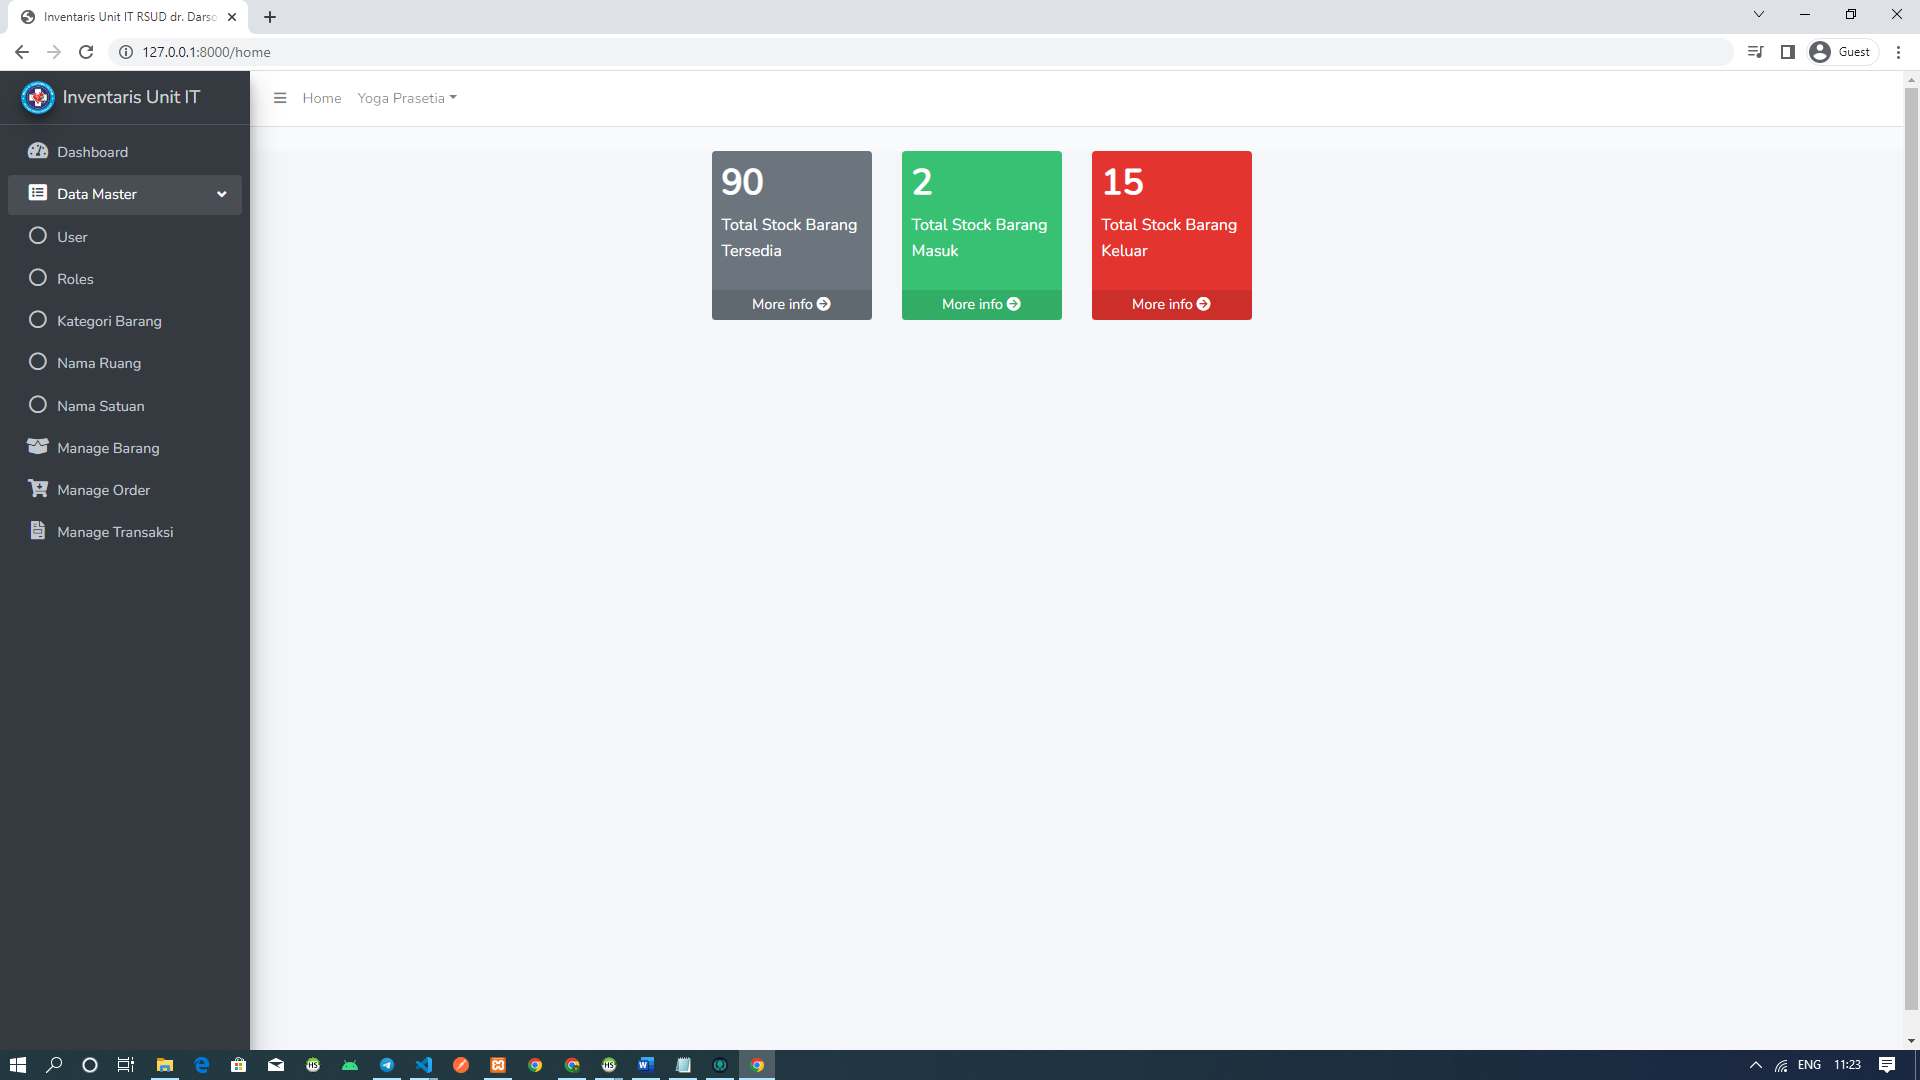 Inventaris Unit IT RSUD dr. Darso
127.0.0.1:8000/home
Guest
Inventaris Unit IT
Home
Yoga Prasetia
Dashboard
Data Master
User
Roles
Kategori Barang
Nama Ruang
Nama Satuan
Manage Barang
Manage Order
Manage Transaksi
90
Total Stock Barang
Tersedia
More info
2
Total Stock Barang
Masuk
More info
15
Total Stock Barang
Keluar
More info
ENG
11:23